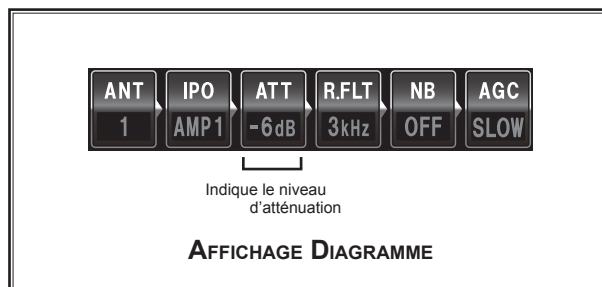 ANT IPO ATT R.FLT NB AGC
1 AMP1 -6dB 3kHz OFF SLOW
Indique le niveau
d’atténuation
AFFICHAGE DIAGRAMME